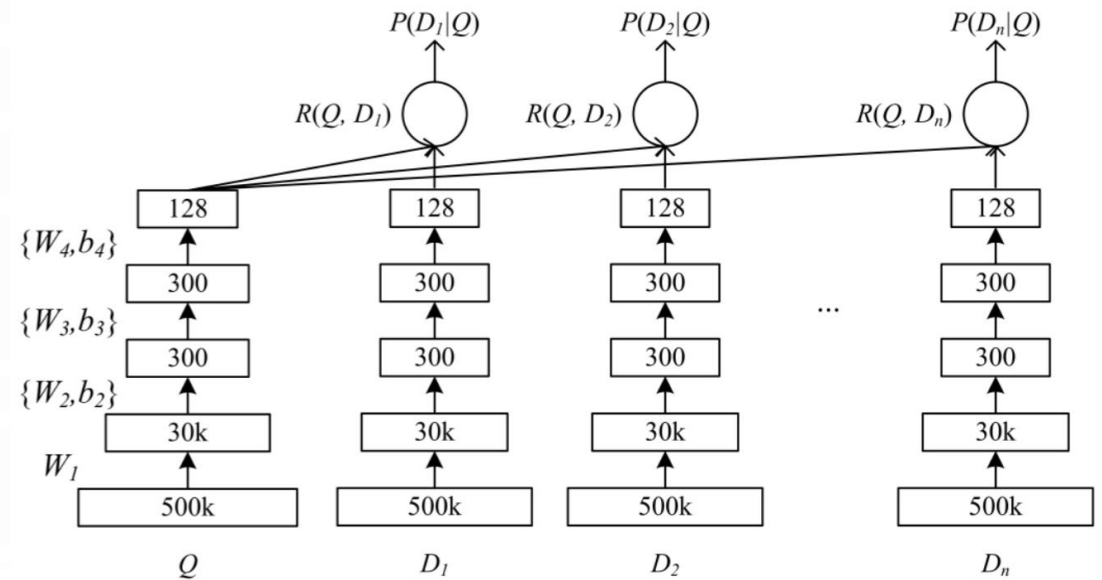 P(D₁|Q) P(D₂|Q) P(Dₙ|Q)
R(Q, D₁) R(Q, D₂) R(Q, Dₙ)
128 128 128 128
{W₄,b₄}
300 300 300 300
{W₃,b₃} ...
300 300 300 300
{W₂,b₂}
30k 30k 30k 30k
W₁
500k 500k 500k 500k
Q D₁ D₂ Dₙ